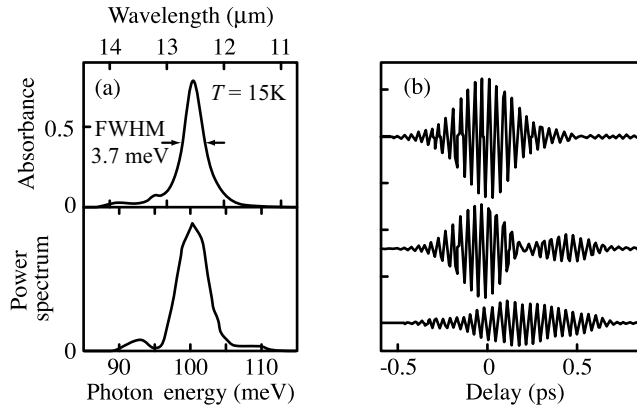 Wavelength (μm)
14 13 12 11
(a)
T = 15K
Absorbance
0.5
FWHM
3.7 meV
0
Power
spectrum
0
90 100 110
Photon energy (meV)
(b)
-0.5 0 0.5
Delay (ps)